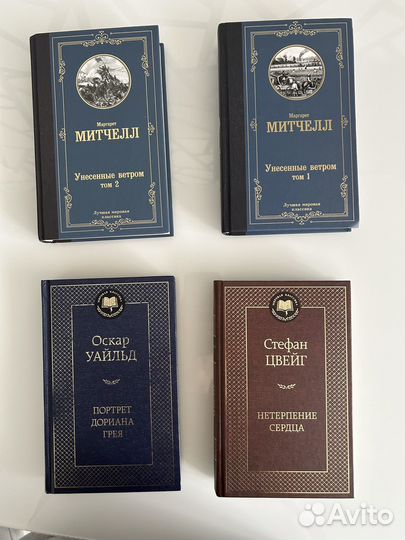 Маргарет
МИТЧЕЛЛ
Унесенные ветром
том 2
Лучшая мировая
классика
Маргарет
МИТЧЕЛЛ
Унесенные ветром
том 1
Лучшая мировая
классика
Оскар
УАЙЛЬД
ПОРТРЕТ
ДОРИАНА
ГРЕЯ
Стефан
ЦВЕЙГ
НЕТЕРПЕНИЕ
СЕРДЦА
Avito